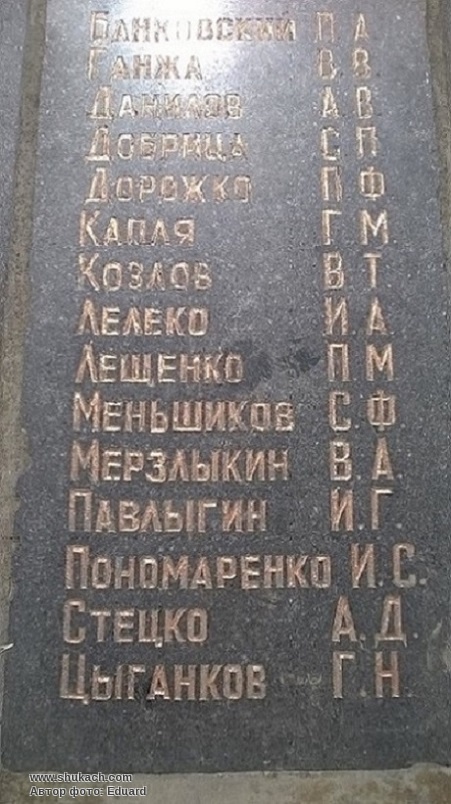 Банковский П.А.
Ганжа В.В.
Данилов А.В.
Добрица С.П.
Дорожко П.Ф.
Капля Г.М.
Козлов В.Т.
Лелеко И.А.
Лещенко П.М.
Меньшиков С.Ф.
Мерзлыкин В.А.
Павлыгин И.Г.
Пономаренко И.С.
Стецко А.Д.
Цыганков Г.Н.
www.shukach.com
Автор фото: Eduard